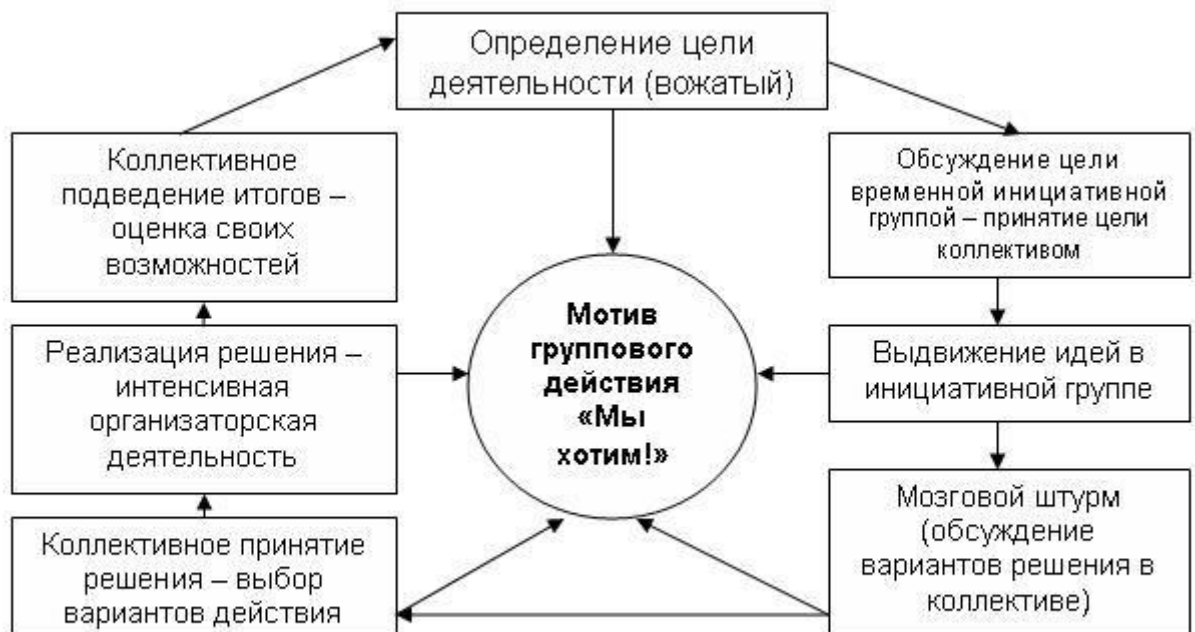 Определение цели
деятельности (вожатый)
Обсуждение цели
временной инициативной
группой – принятие цели
коллективом
Выдвижение идей в
инициативной группе
Мозговой штурм
(обсуждение
вариантов решения в
коллективе)
Коллективное принятие
решения – выбор
вариантов действия
Реализация решения –
интенсивная
организаторская
деятельность
Коллективное
подведение итогов –
оценка своих
возможностей
Мотив
группового
действия
«Мы
хотим!»